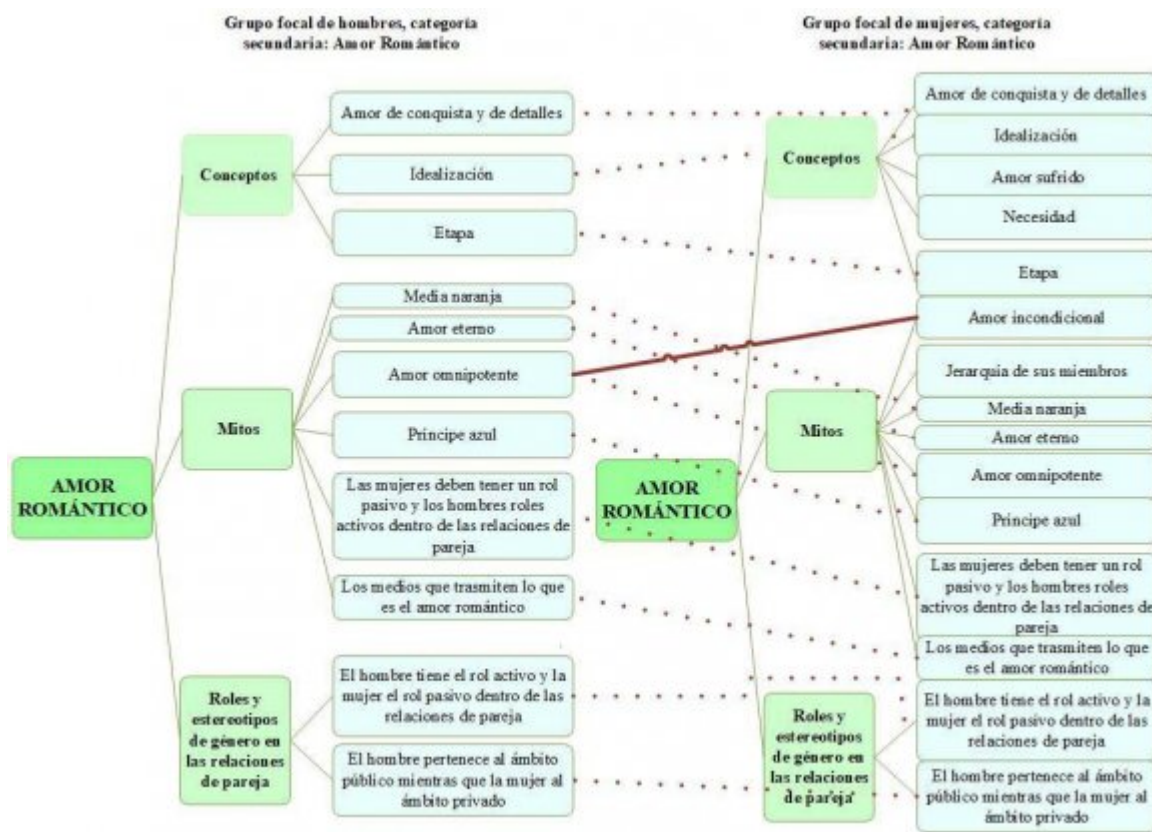 Grupo focal de hombres, categoría
secundaria: Amor Romántico
AMOR
ROMÁNTICO
Conceptos
Amor de conquista y de detalles
Idealización
Etapa
Mitos
Media naranja
Amor eterno
Amor omnipotente
Príncipe azul
Las mujeres deben tener un rol
pasivo y los hombres roles
activos dentro de las relaciones de
pareja
Los medios que trasmiten lo que
es el amor romántico
Roles y
estereotipos
de género en
las relaciones
de pareja
El hombre tiene el rol activo y la
mujer el rol pasivo dentro de las
relaciones de pareja
El hombre pertenece al ámbito
público mientras que la mujer al
ámbito privado
Grupo focal de mujeres, categoría
secundaria: Amor Romántico
AMOR
ROMÁNTICO
Conceptos
Amor de conquista y de detalles
Idealización
Amor sufrido
Necesidad
Etapa
Mitos
Amor incondicional
Jerarquía de sus miembros
Media naranja
Amor eterno
Amor omnipotente
Príncipe azul
Las mujeres deben tener un rol
pasivo y los hombres roles
activos dentro de las relaciones de
pareja
Los medios que trasmiten lo que
es el amor romántico
Roles y
estereotipos
de género en
las relaciones
de pareja
El hombre tiene el rol activo y la
mujer el rol pasivo dentro de las
relaciones de pareja
El hombre pertenece al ámbito
público mientras que la mujer al
ámbito privado